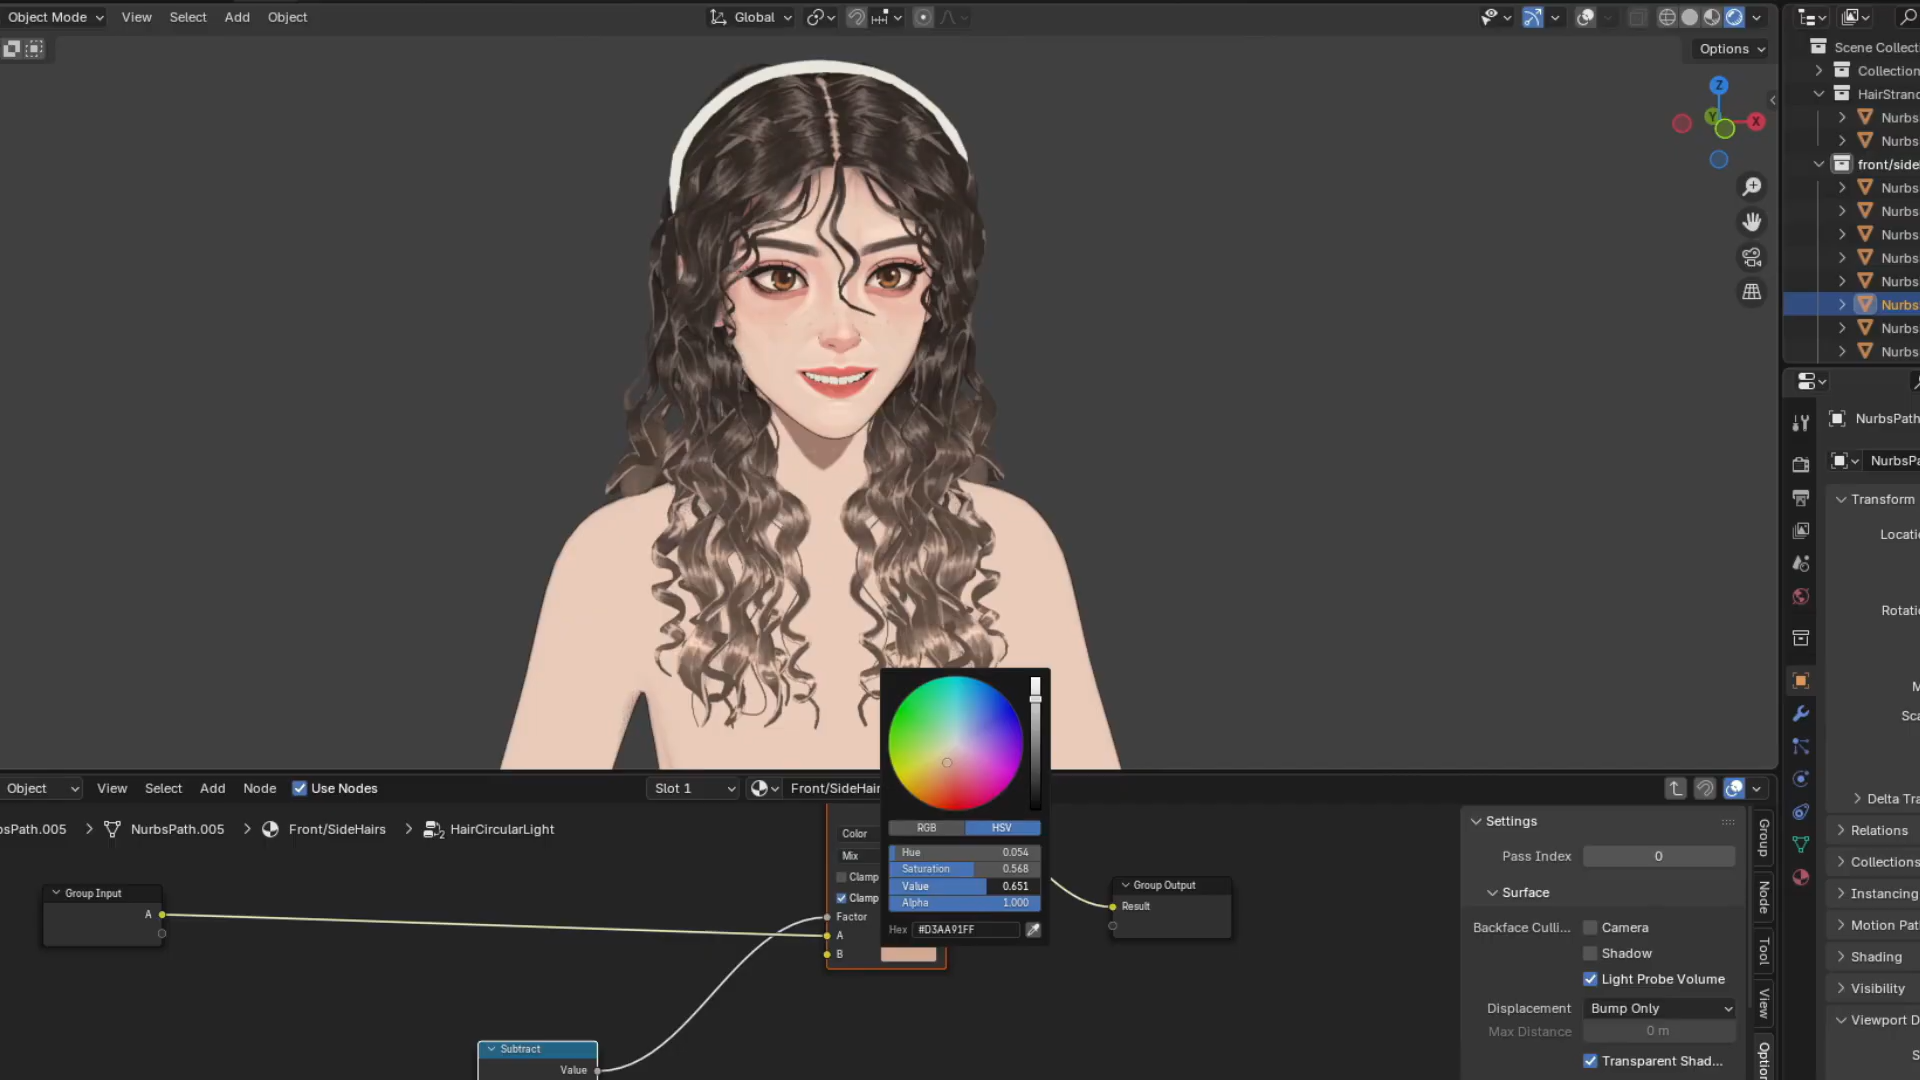 Object Mode View Select Add Object Global
Options
Z
Y X
Scene Collect
Collection
HairStrand
Nurbs
Nurbs
front/side
Nurbs
Nurbs
Nurbs
Nurbs
Nurbs
Nurbs
Nurbs
Nurbs
NurbsPath
NurbsPa
Transform
Locatio
Rotatio
M
Sca
Delta Tra
Relations
Collections
Instancing
Motion Pat
Shading
Visibility
Viewport D
S
Object View Select Add Node Use Nodes Slot 1 Front/SideHair
sPath.005 NurbsPath.005 Front/SideHairs HairCircularLight
Group Input
A
Color
Mix
Clamp
Clamp
Factor
A
B
RGB HSV
Hue 0.054
Saturation 0.568
Value 0.651
Alpha 1.000
Hex #D3AA91FF
Group Output
Result
Subtract
Value
Settings
Pass Index 0
Surface
Backface Culli... Camera
Shadow
Light Probe Volume
Displacement Bump Only
Max Distance 0 m
Transparent Shad...
Group
Node
Tool
View
Optio